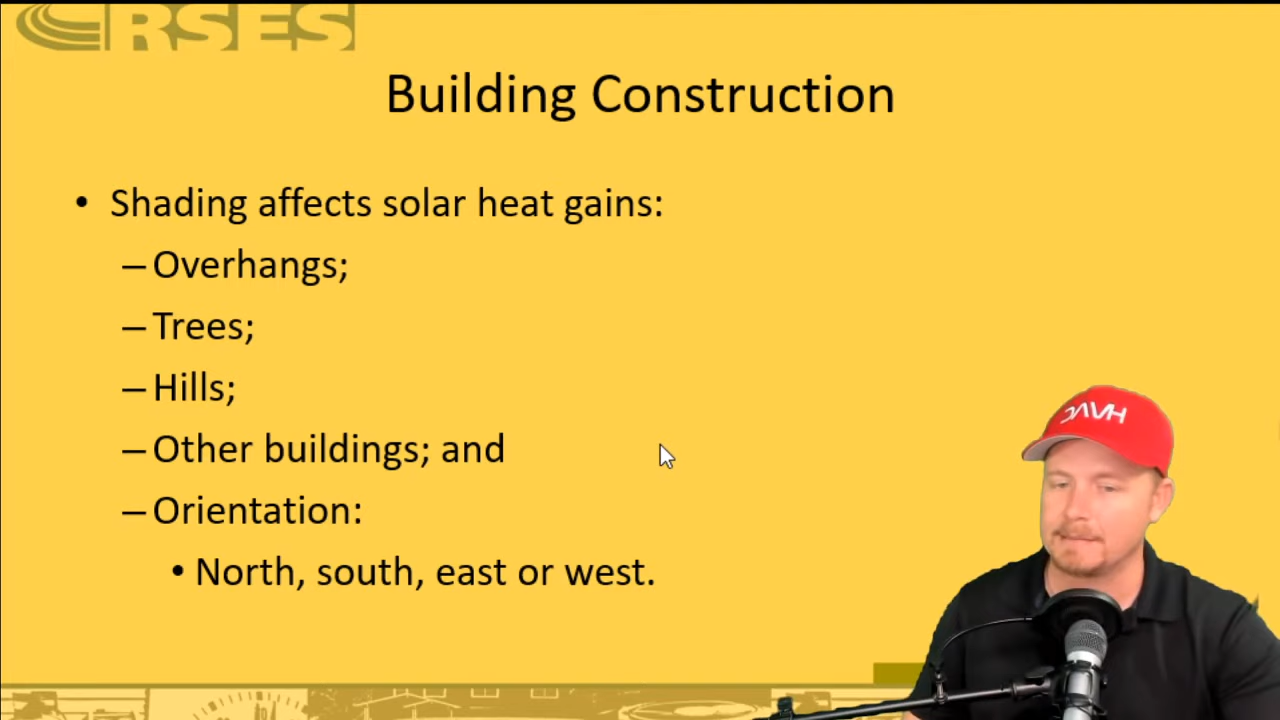 RSES
Building Construction
• Shading affects solar heat gains:
– Overhangs;
– Trees;
– Hills;
– Other buildings; and
– Orientation:
• North, south, east or west.